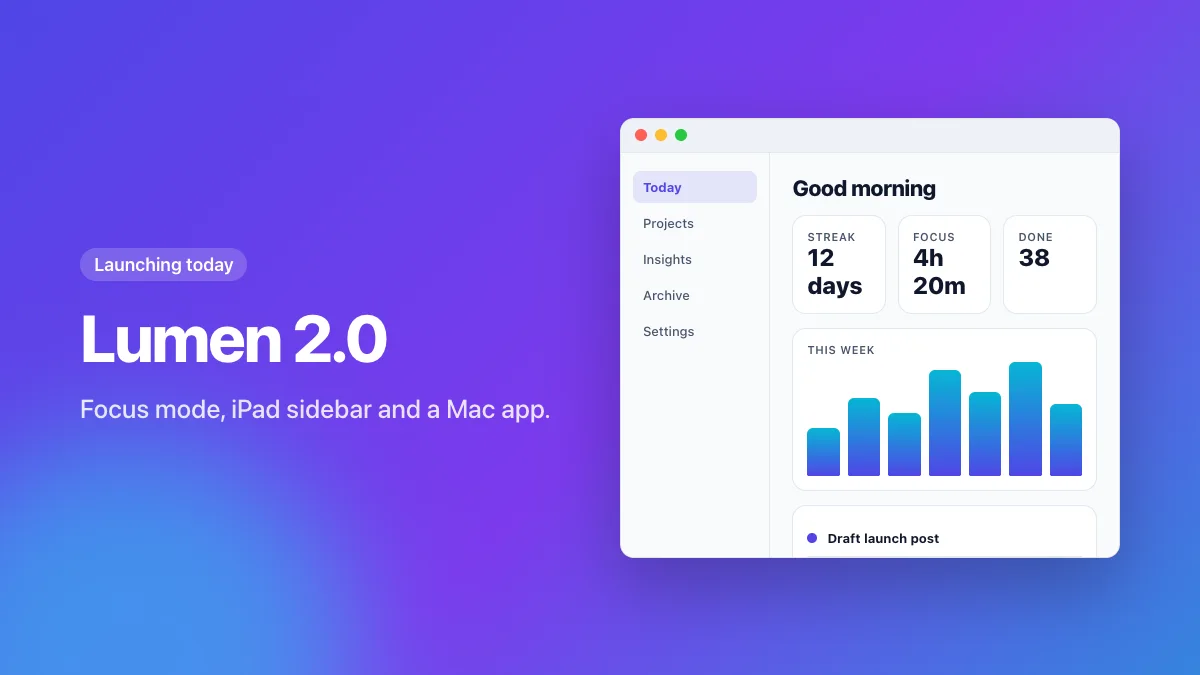 Launching today
Lumen 2.0
Focus mode, iPad sidebar and a Mac app.
Today
Projects
Insights
Archive
Settings
Good morning
STREAK
12
days
FOCUS
4h
20m
DONE
38
THIS WEEK
Draft launch post